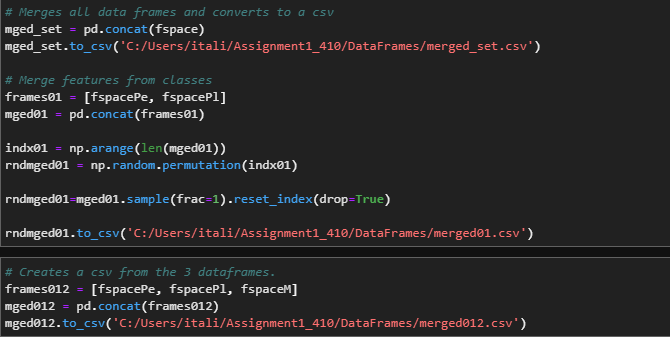 # Merges all data frames and converts to a csv
mged_set = pd.concat(fspace)
mged_set.to_csv('C:/Users/itali/Assignment1_410/DataFrames/merged_set.csv')
# Merge features from classes
frames01 = [fspacePe, fspacePl]
mged01 = pd.concat(frames01)
indx01 = np.arange(len(mged01))
rndmged01 = np.random.permutation(indx01)
rndmged01=mged01.sample(frac=1).reset_index(drop=True)
rndmged01.to_csv('C:/Users/itali/Assignment1_410/DataFrames/merged01.csv')
# Creates a csv from the 3 dataframes.
frames012 = [fspacePe, fspacePl, fspaceM]
mged012 = pd.concat(frames012)
mged012.to_csv('C:/Users/itali/Assignment1_410/DataFrames/merged012.csv')